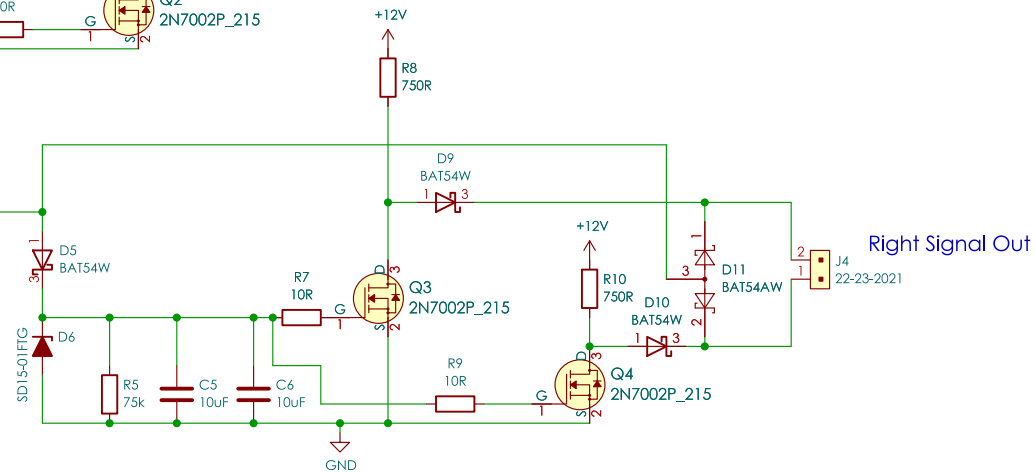 0R
G
1
S
2
Q2
2N7002P_215
+12V
R8
750R
D9
BAT54W
1
3
+12V
Right Signal Out
1
D5
BAT54W
3
1
3
D11
BAT54AW
2
2
1
J4
22-23-2021
R7
10R
G
1
D
3
S
2
Q3
2N7002P_215
R10
750R
D10
BAT54W
1
3
SD15-01FTG
D6
R5
75k
C5
10uF
C6
10uF
R9
10R
G
1
D
3
S
2
Q4
2N7002P_215
GND